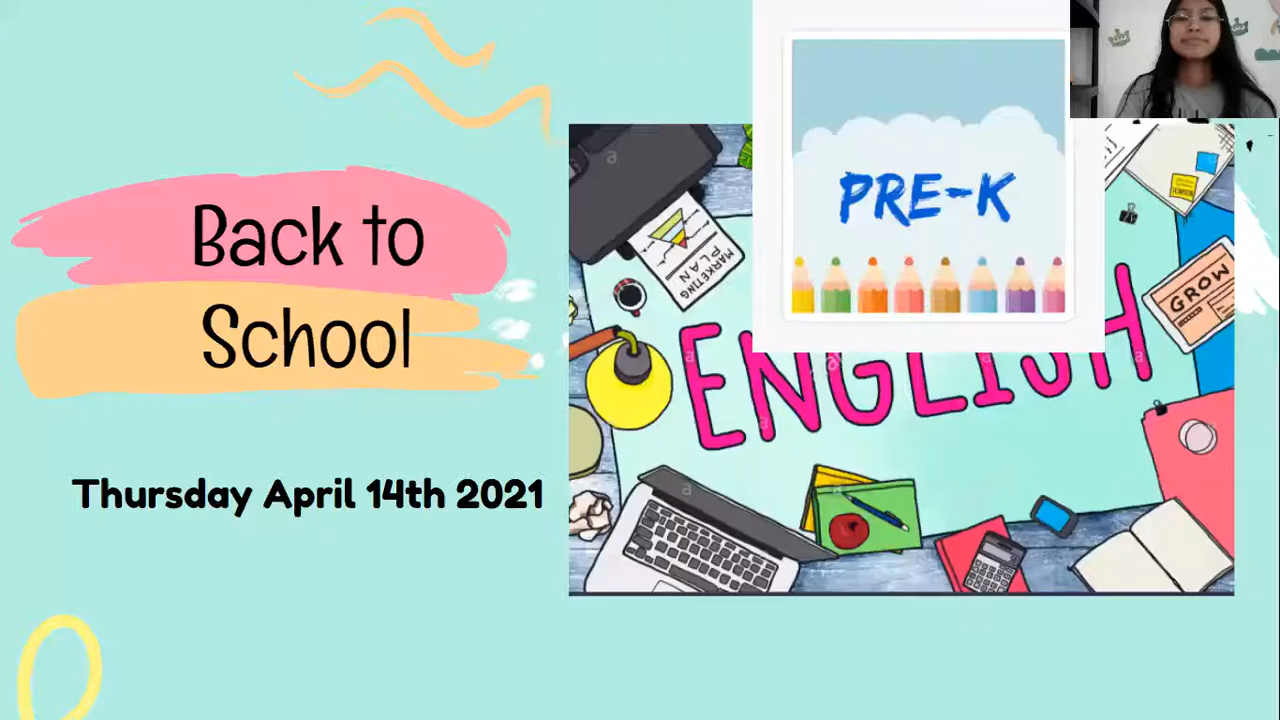 Back to
School
Thursday April 14th 2021
PRE-K
ENGLISH
MARKETING
PLAN
GROW
a
a
a
a
a
a